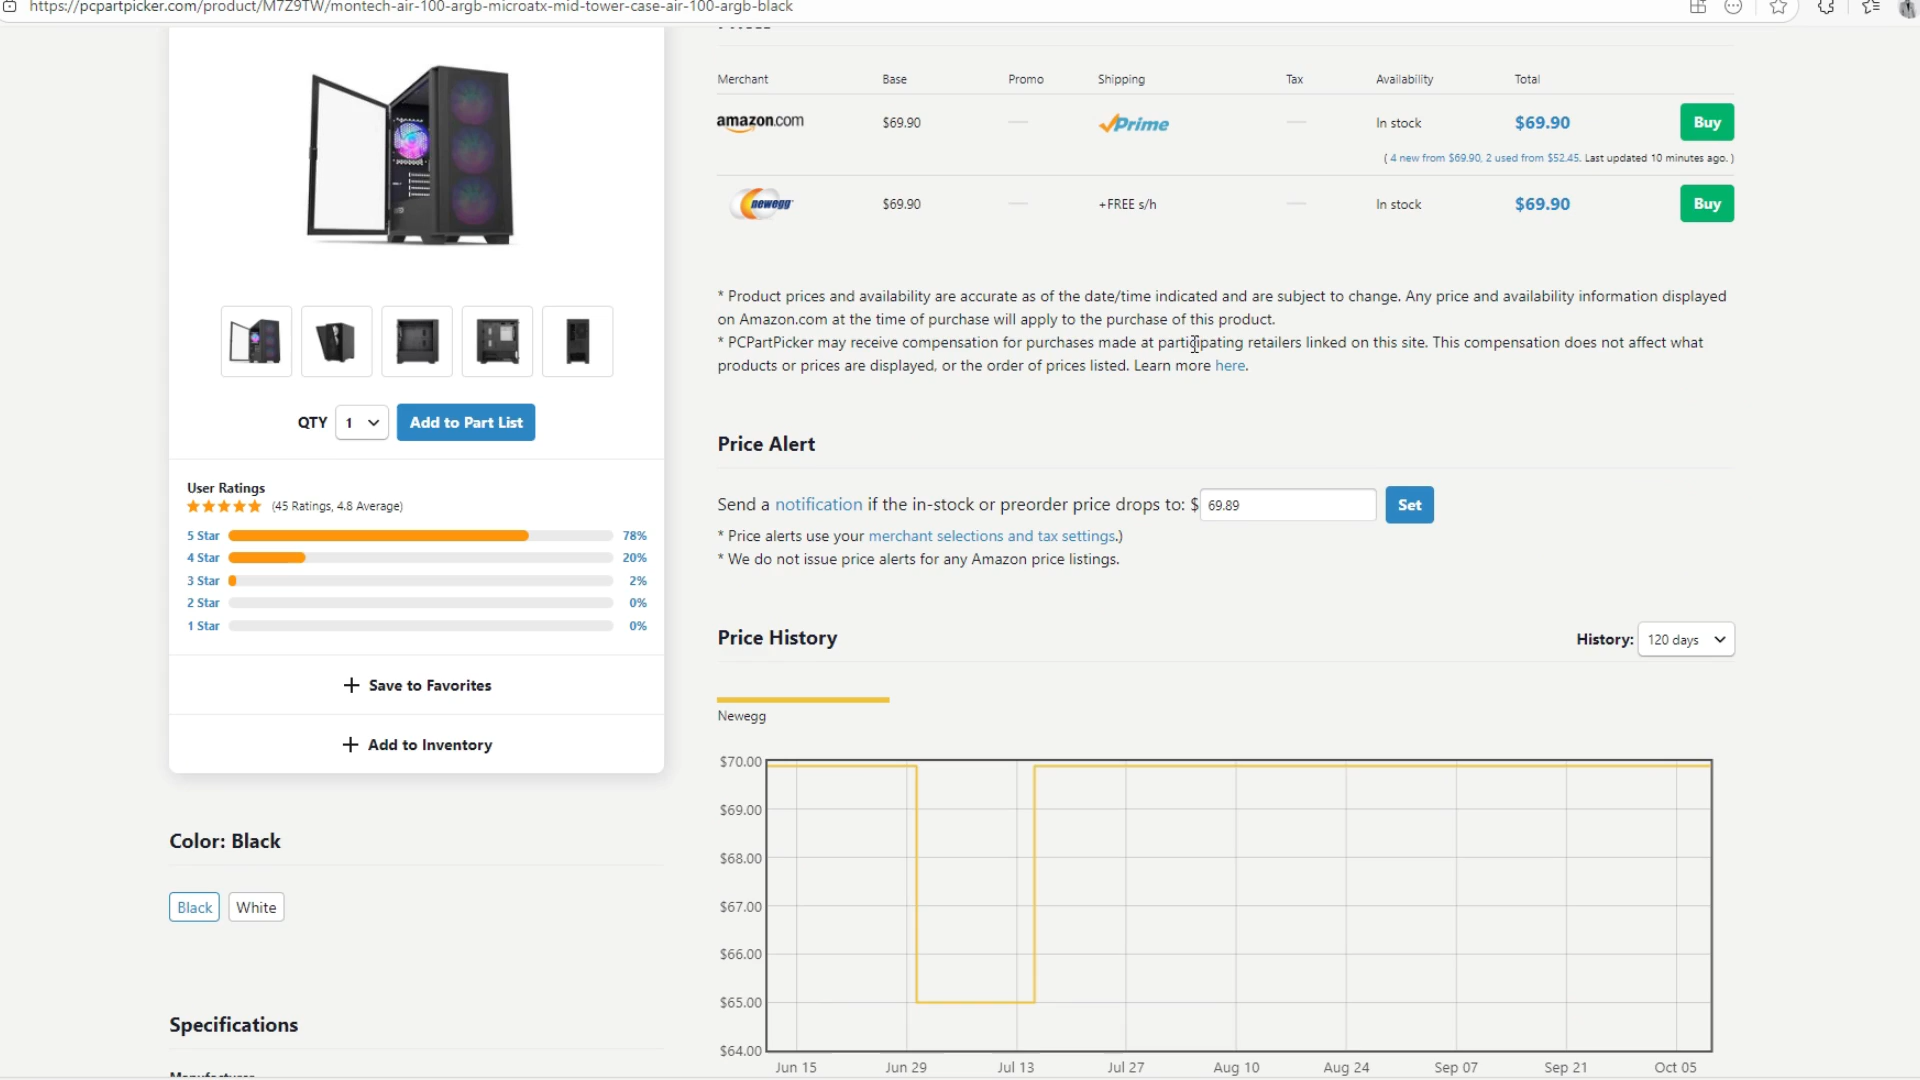 https://pcpartpicker.com/product/M7Z9TW/montech-air-100-argb-microatx-mid-tower-case-air-100-argb-black
Merchant Base Promo Shipping Tax Availability Total
amazon.com $69.90 — Prime — In stock $69.90 Buy
( 4 new from $69.90, 2 used from $52.45. Last updated 10 minutes ago. )
newegg $69.90 — +FREE s/h — In stock $69.90 Buy
* Product prices and availability are accurate as of the date/time indicated and are subject to change. Any price and availability information displayed
on Amazon.com at the time of purchase will apply to the purchase of this product.
* PCPartPicker may receive compensation for purchases made at participating retailers linked on this site. This compensation does not affect what
products or prices are displayed, or the order of prices listed. Learn more here.
QTY 1 Add to Part List
User Ratings
(45 Ratings, 4.8 Average)
5 Star 78%
4 Star 20%
3 Star 2%
2 Star 0%
1 Star 0%
+ Save to Favorites
+ Add to Inventory
Color: Black
Black White
Specifications
Price Alert
Send a notification if the in-stock or preorder price drops to: $ 69.89 Set
* Price alerts use your merchant selections and tax settings.)
* We do not issue price alerts for any Amazon price listings.
Price History
History: 120 days
Newegg
$70.00
$69.00
$68.00
$67.00
$66.00
$65.00
$64.00
Jun 15 Jun 29 Jul 13 Jul 27 Aug 10 Aug 24 Sep 07 Sep 21 Oct 05